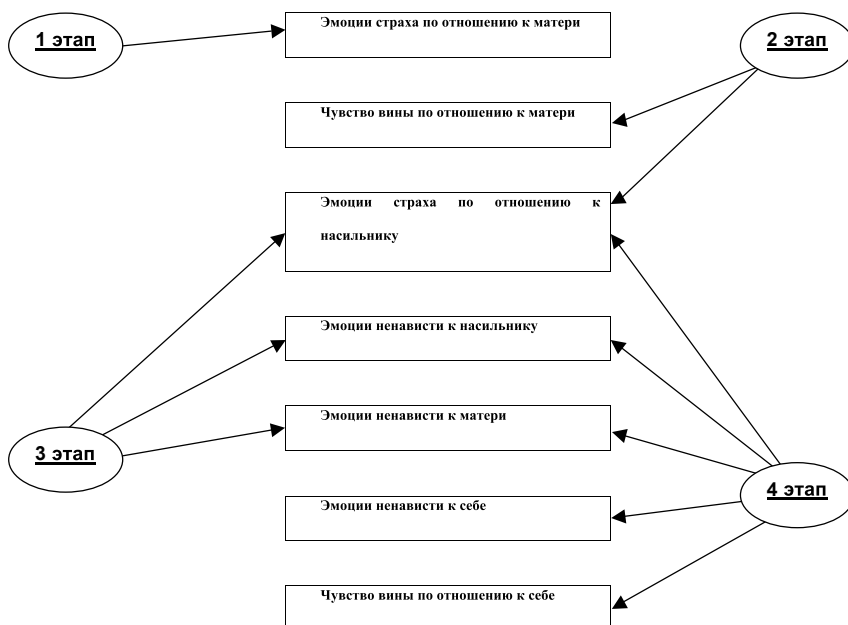 1 этап
Эмоции страха по отношению к матери
2 этап
Чувство вины по отношению к матери
Эмоции страха по отношению к
насильнику
Эмоции ненависти к насильнику
Эмоции ненависти к матери
3 этап
4 этап
Эмоции ненависти к себе
Чувство вины по отношению к себе